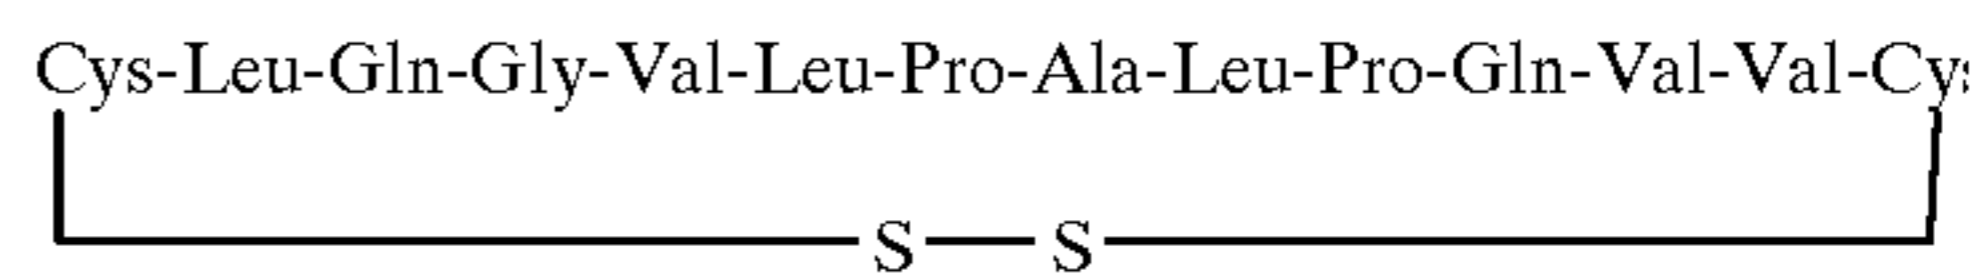 Cys-Leu-Gln-Gly-Val-Leu-Pro-Ala-Leu-Pro-Gln-Val-Val-Cys
S — S